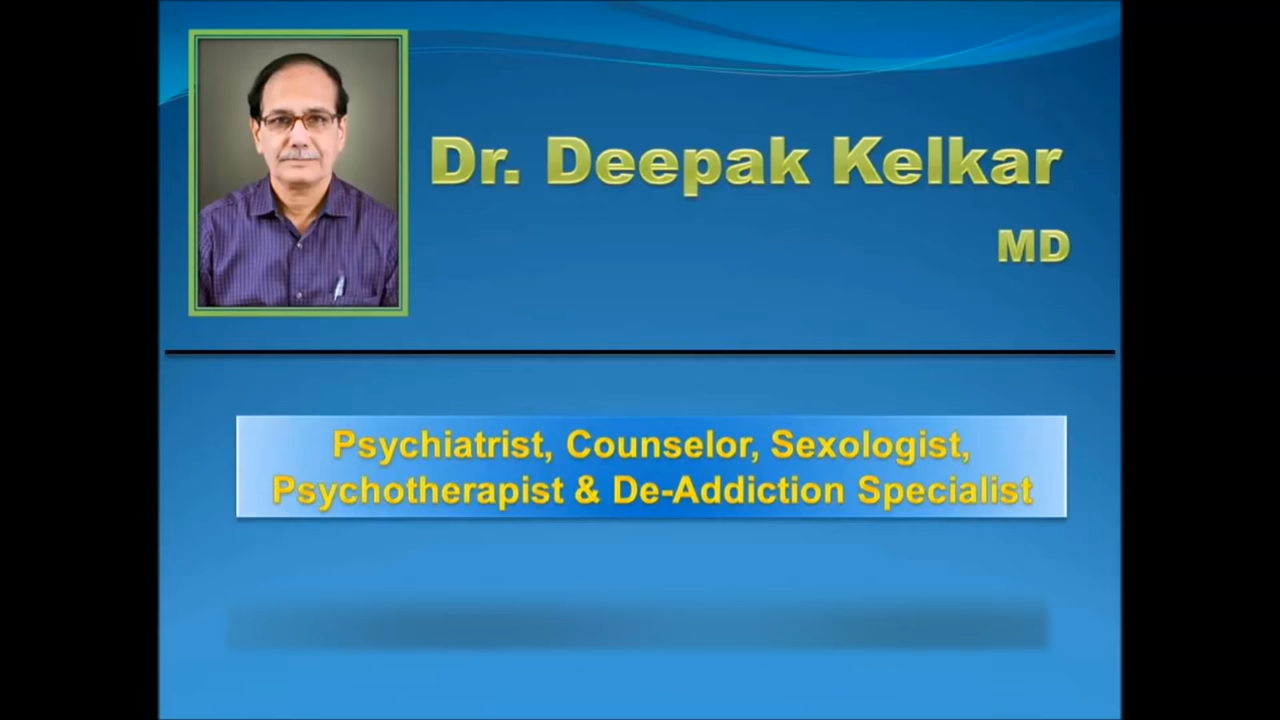 Dr. Deepak Kelkar
MD
Psychiatrist, Counselor, Sexologist,
Psychotherapist & De-Addiction Specialist